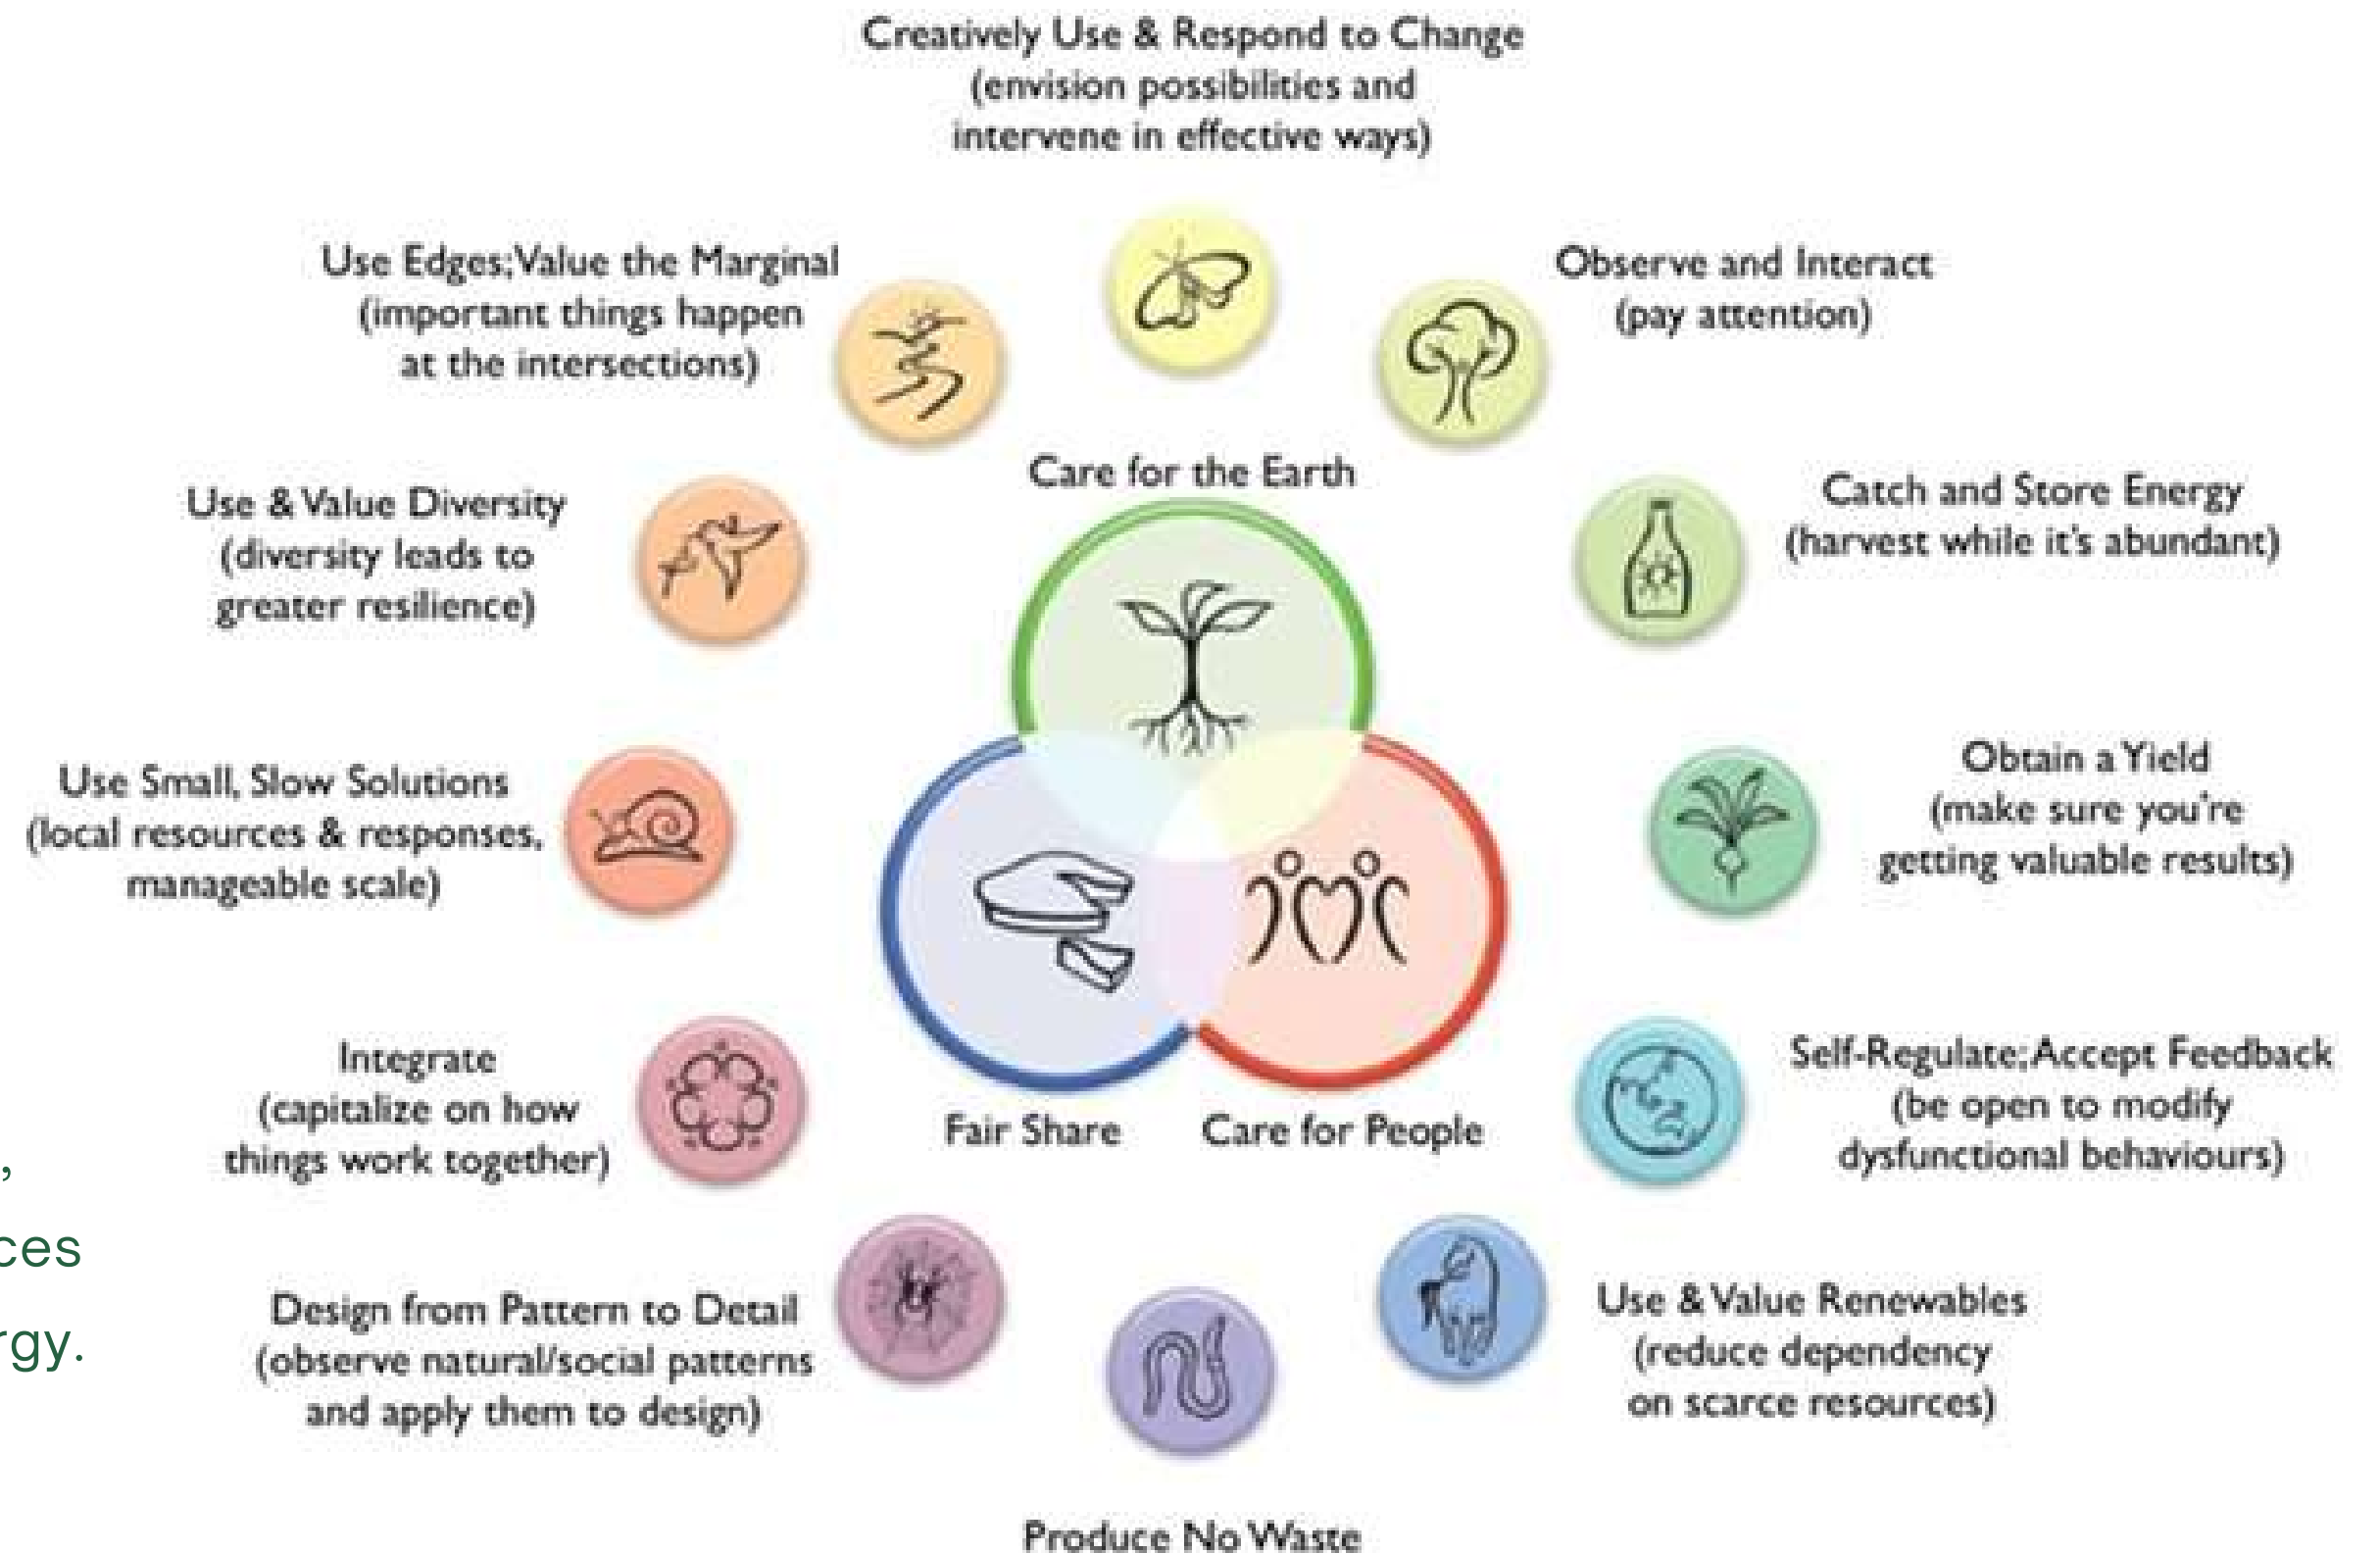 Creatively Use & Respond to Change
(envision possibilities and
intervene in effective ways)
Observe and Interact
(pay attention)
Catch and Store Energy
(harvest while it's abundant)
Obtain a Yield
(make sure you're
getting valuable results)
Self-Regulate; Accept Feedback
(be open to modify
dysfunctional behaviours)
Use & Value Renewables
(reduce dependency
on scarce resources)
Produce No Waste
Design from Pattern to Detail
(observe natural/social patterns
and apply them to design)
Integrate
(capitalize on how
things work together)
Use Small, Slow Solutions
(local resources & responses,
manageable scale)
Use & Value Diversity
(diversity leads to
greater resilience)
Use Edges; Value the Marginal
(important things happen
at the intersections)
Care for the Earth
Fair Share
Care for People
,
ces
rgy.